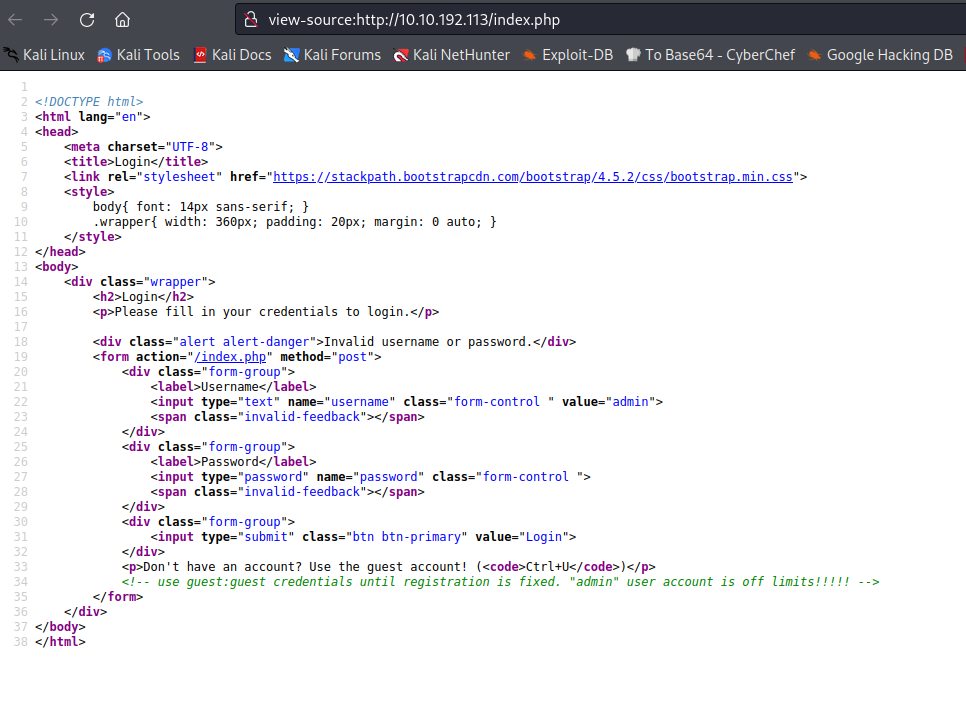 view-source:http://10.10.192.113/index.php
Kali Linux Kali Tools Kali Docs Kali Forums Kali NetHunter Exploit-DB To Base64 - CyberChef Google Hacking DB
1
2 <!DOCTYPE html>
3 <html lang="en">
4 <head>
5     <meta charset="UTF-8">
6     <title>Login</title>
7     <link rel="stylesheet" href="https://stackpath.bootstrapcdn.com/bootstrap/4.5.2/css/bootstrap.min.css">
8     <style>
9         body{ font: 14px sans-serif; }
10         .wrapper{ width: 360px; padding: 20px; margin: 0 auto; }
11     </style>
12 </head>
13 <body>
14     <div class="wrapper">
15         <h2>Login</h2>
16         <p>Please fill in your credentials to login.</p>
17
18         <div class="alert alert-danger">Invalid username or password.</div>
19         <form action="/index.php" method="post">
20             <div class="form-group">
21                 <label>Username</label>
22                 <input type="text" name="username" class="form-control " value="admin">
23                 <span class="invalid-feedback"></span>
24             </div>
25             <div class="form-group">
26                 <label>Password</label>
27                 <input type="password" name="password" class="form-control ">
28                 <span class="invalid-feedback"></span>
29             </div>
30             <div class="form-group">
31                 <input type="submit" class="btn btn-primary" value="Login">
32             </div>
33             <p>Don't have an account? Use the guest account! (<code>Ctrl+U</code>)</p>
34             <!-- use guest:guest credentials until registration is fixed. "admin" user account is off limits!!!!! -->
35         </form>
36     </div>
37 </body>
38 </html>